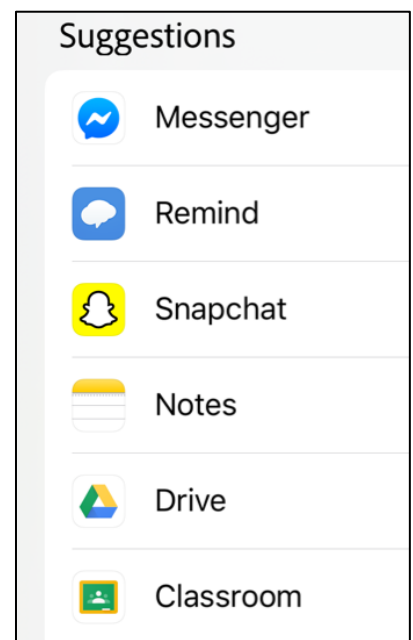 Suggestions
Messenger
Remind
Snapchat
Notes
Drive
Classroom